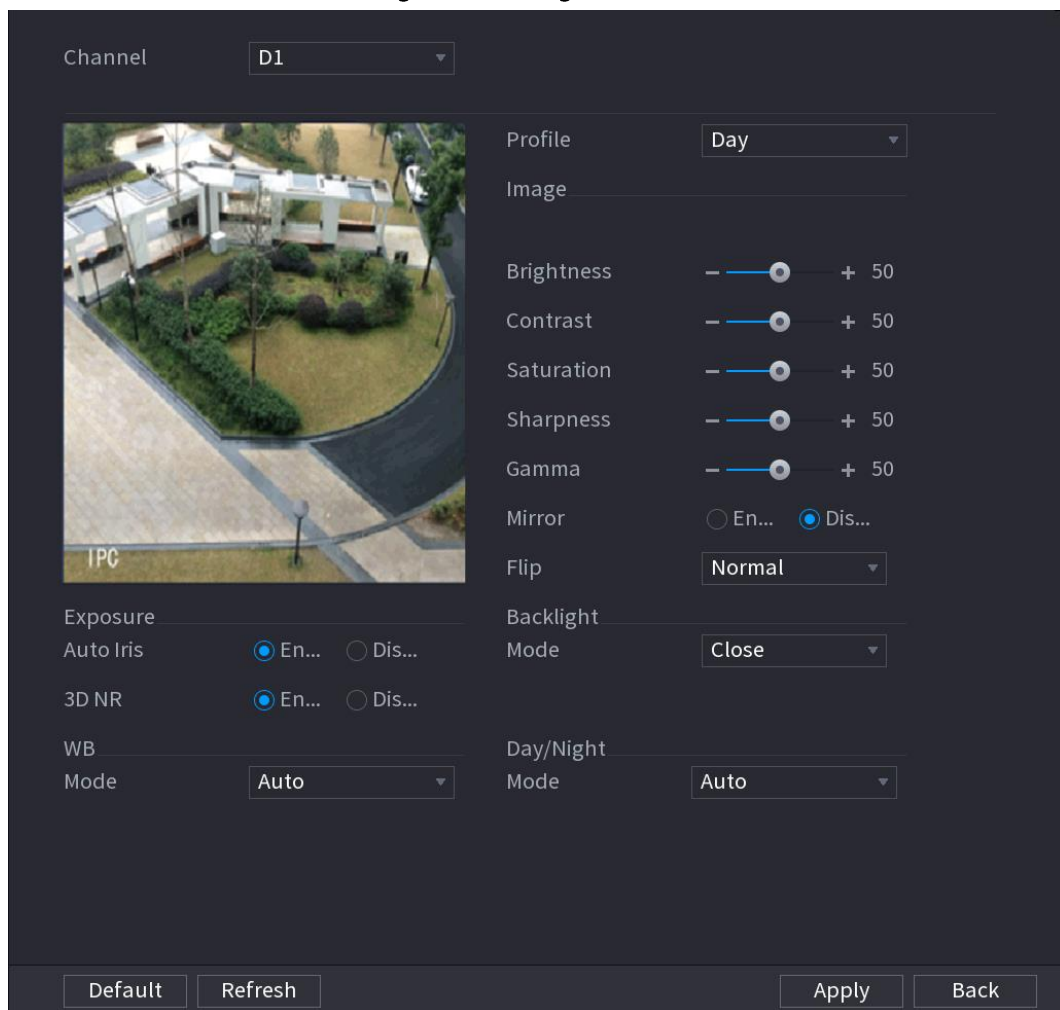 Channel D1
Profile Day
Image
Brightness - + 50
Contrast - + 50
Saturation - + 50
Sharpness - + 50
Gamma - + 50
Mirror En... Dis...
IPC
Flip Normal
Exposure Backlight
Auto Iris En... Dis... Mode Close
3D NR En... Dis...
WB Day/Night
Mode Auto Mode Auto
Default Refresh Apply Back